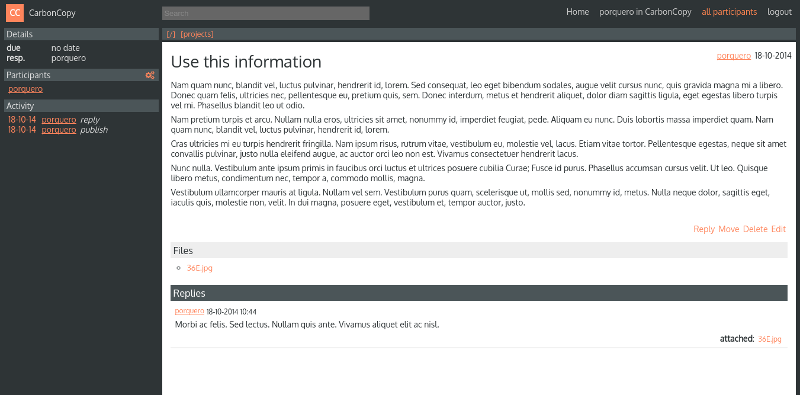 CC CarbonCopy Search Home porquero in CarbonCopy all participants logout
Details
due no date
resp. porquero
Participants
porquero
Activity
18-10-14 porquero reply
18-10-14 porquero publish
[/] [projects]
Use this information
porquero 18-10-2014
Nam quam nunc, blandit vel, luctus pulvinar, hendrerit id, lorem. Sed consequat, leo eget bibendum sodales, augue velit cursus nunc, quis gravida magna mi a libero.
Donec quam felis, ultricies nec, pellentesque eu, pretium quis, sem. Donec interdum, metus et hendrerit aliquet, dolor diam sagittis ligula, eget egestas libero turpis
vel mi. Phasellus blandit leo ut odio.
Nam pretium turpis et arcu. Nullam nulla eros, ultricies sit amet, nonummy id, imperdiet feugiat, pede. Aliquam eu nunc. Duis lobortis massa imperdiet quam. Nam
quam nunc, blandit vel, luctus pulvinar, hendrerit id, lorem.
Cras ultricies mi eu turpis hendrerit fringilla. Nam ipsum risus, rutrum vitae, vestibulum eu, molestie vel, lacus. Etiam vitae tortor. Pellentesque egestas, neque sit amet
convallis pulvinar, justo nulla eleifend augue, ac auctor orci leo non est. Vivamus consectetuer hendrerit lacus.
Nunc nulla. Vestibulum ante ipsum primis in faucibus orci luctus et ultrices posuere cubilia Curae; Fusce id purus. Phasellus accumsan cursus velit. Ut leo. Quisque
libero metus, condimentum nec, tempor a, commodo mollis, magna.
Vestibulum ullamcorper mauris at ligula. Nullam vel sem. Vestibulum purus quam, scelerisque ut, mollis sed, nonummy id, metus. Nulla neque dolor, sagittis eget,
iaculis quis, molestie non, velit. In dui magna, posuere eget, vestibulum et, tempor auctor, justo.
Reply Move Delete Edit
Files
36E.jpg
Replies
porquero 18-10-2014 10:44
Morbi ac felis. Sed lectus. Nullam quis ante. Vivamus aliquet elit ac nisl.
attached: 36E.jpg